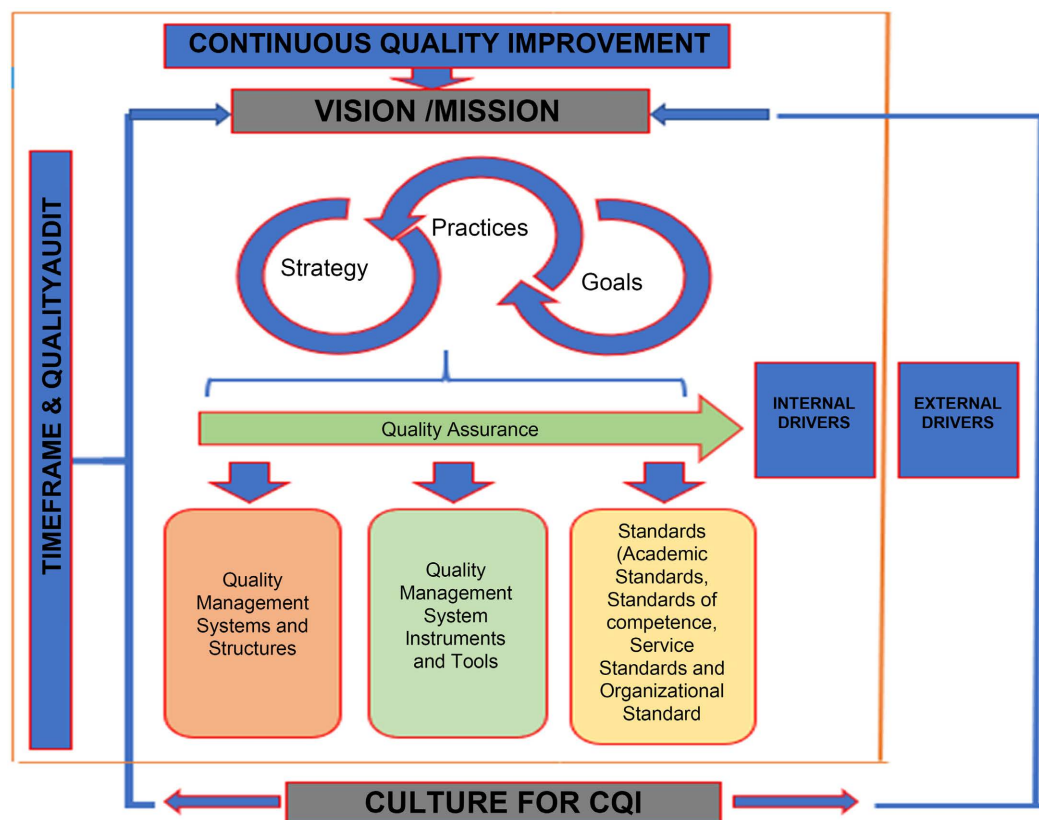 CONTINUOUS QUALITY IMPROVEMENT
VISION /MISSION
TIMEFRAME & QUALITYAUDIT
Practices
Strategy
Goals
Quality Assurance
INTERNAL
DRIVERS
EXTERNAL
DRIVERS
Quality
Management
Systems and
Structures
Quality
Management
System
Instruments
and Tools
Standards
(Academic
Standards,
Standards of
competence,
Service
Standards and
Organizational
Standard
CULTURE FOR CQI